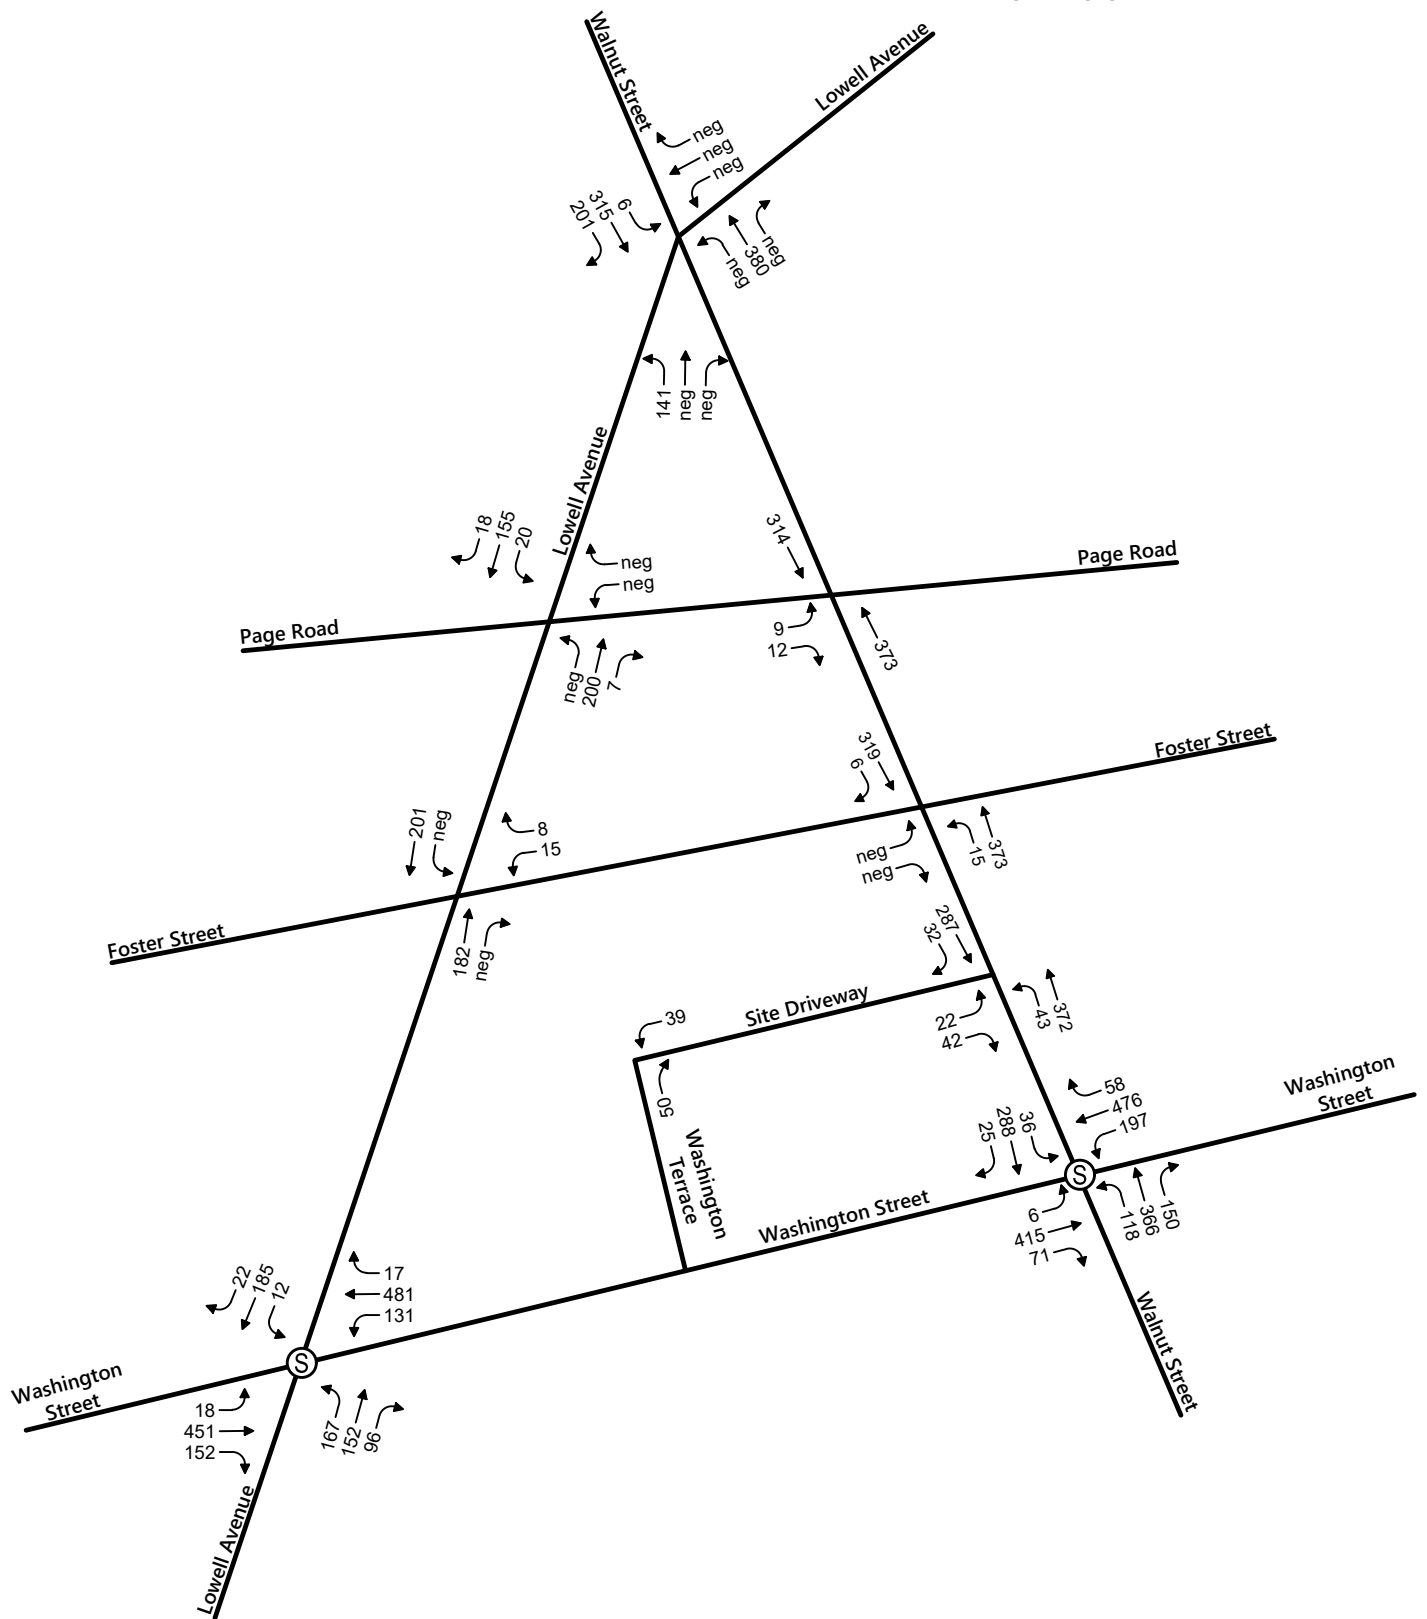 Walnut Street
Lowell Avenue
neg
neg
neg
6
315
201
neg
380
neg
141
neg
neg
Lowell Avenue
314
18
155
20
neg
neg
Page Road
Page Road
9
12
373
neg
200
7
319
6
Foster Street
201
neg
8
15
neg
neg
15
373
Foster Street
182
neg
287
32
Site Driveway
39
22
42
43
372
50
Washington
Terrace
58
476
197
36
288
25
Washington
Street
Washington Street
6
415
71
118
366
150
22
185
12
17
481
131
S
S
Washington
Street
18
451
152
167
152
96
Walnut Street
Lowell Avenue